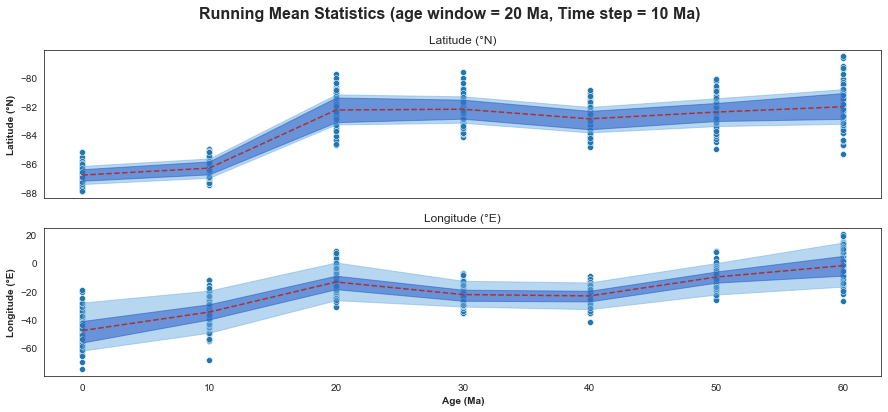 Running Mean Statistics (age window = 20 Ma, Time step = 10 Ma)
Latitude (°N)
Latitude (°N)
−80
−82
−84
−86
−88
Longitude (°E)
Longitude (°E)
20
0
−20
−40
−60
0 10 20 30 40 50 60
Age (Ma)